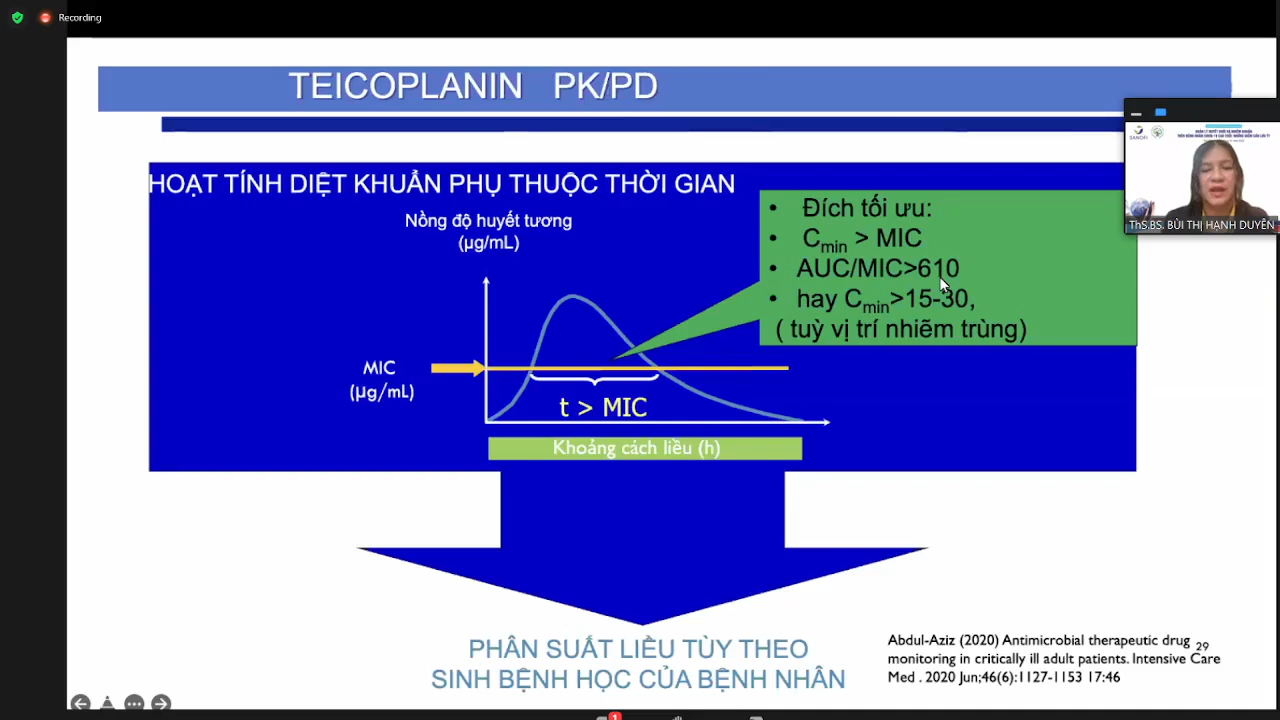 Recording
TEICOPLANIN PK/PD
HOẠT TÍNH DIỆT KHUẨN PHỤ THUỘC THỜI GIAN
Nồng độ huyết tương
(µg/mL)
• Đích tối ưu:
• Cmin > MIC
• AUC/MIC>610
• hay Cmin>15-30,
( tuỳ vị trí nhiễm trùng)
MIC
(µg/mL)
t > MIC
Khoảng cách liều (h)
PHÂN SUẤT LIỀU TÙY THEO
SINH BỆNH HỌC CỦA BỆNH NHÂN
Abdul-Aziz (2020) Antimicrobial therapeutic drug
monitoring in critically ill adult patients. Intensive Care
Med . 2020 Jun;46(6):1127-1153 17:46
29
SANOFI
ThS.BS. BÙI THỊ HẠNH DUYÊN
1